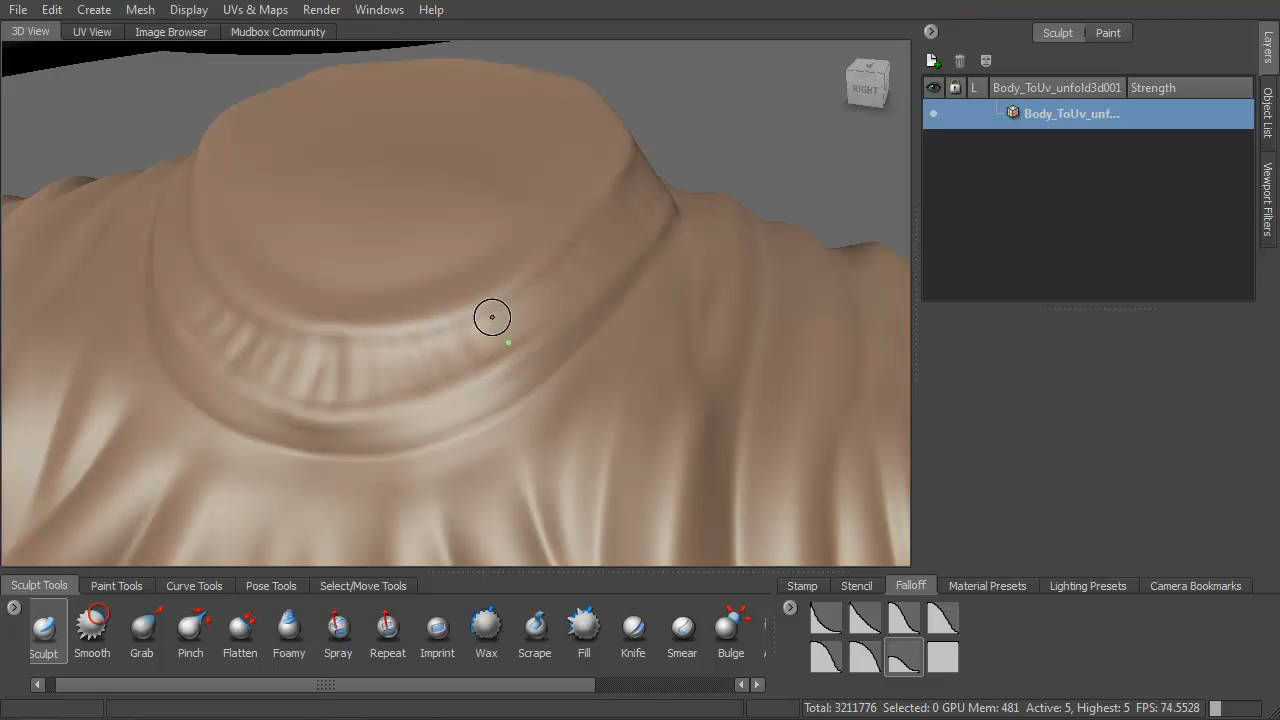 File Edit Create Mesh Display UVs & Maps Render Windows Help
3D View UV View Image Browser Mudbox Community
Sculpt Paint
Layers
Object List
Viewport Filters
L Body_ToUv_unfold3d001 Strength
Body_ToUv_unf...
RIGHT
Sculpt Tools Paint Tools Curve Tools Pose Tools Select/Move Tools
Stamp Stencil Falloff Material Presets Lighting Presets Camera Bookmarks
Sculpt Smooth Grab Pinch Flatten Foamy Spray Repeat Imprint Wax Scrape Fill Knife Smear Bulge
Total: 3211776 Selected: 0 GPU Mem: 481 Active: 5, Highest: 5 FPS: 74.5528